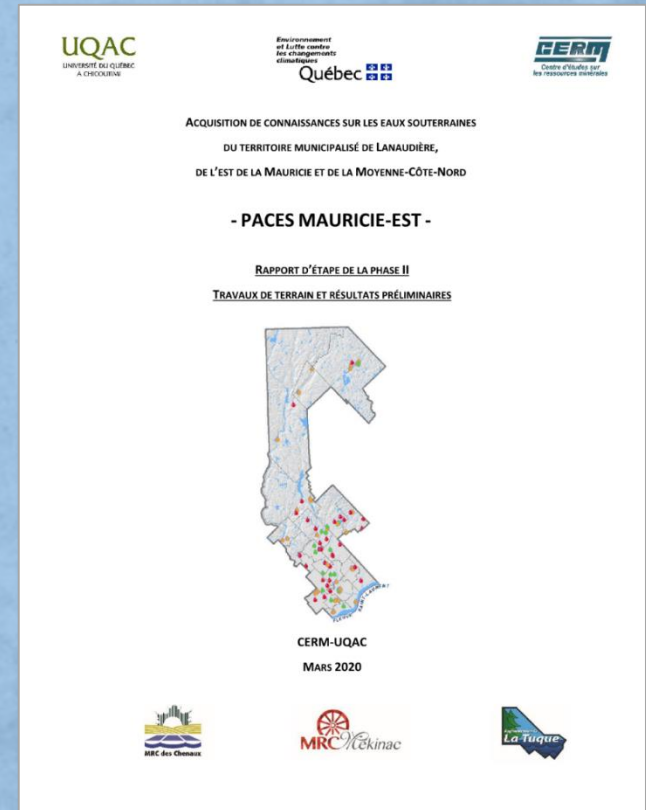 UQAC
UNIVERSITÉ DU QUÉBEC
À CHICOUTIMI
Environnement
et Lutte contre
les changements
climatiques
Québec
CERM
Centre d'études sur
les ressources minérales
ACQUISITION DE CONNAISSANCES SUR LES EAUX SOUTERRAINES
DU TERRITOIRE MUNICIPALISÉ DE LANAUDIÈRE,
DE L'EST DE LA MAURICIE ET DE LA MOYENNE-CÔTE-NORD
- PACES MAURICIE-EST -
RAPPORT D'ÉTAPE DE LA PHASE II
TRAVAUX DE TERRAIN ET RÉSULTATS PRÉLIMINAIRES
FLEUVE SAINT-LAURENT
CERM-UQAC
MARS 2020
MRC des Chenaux
MRC Mékinac
La Tuque